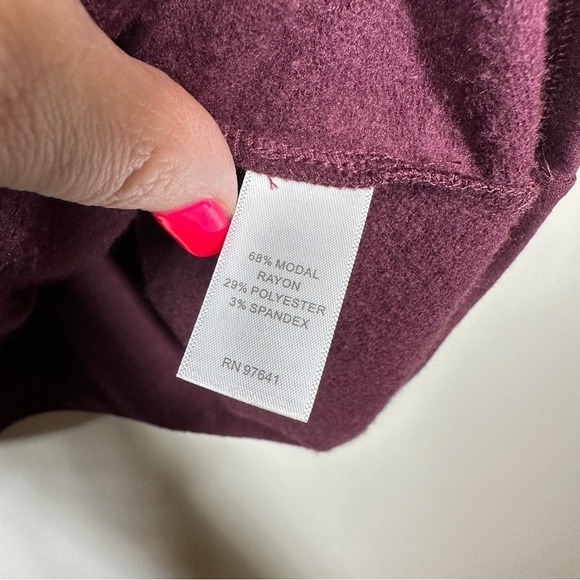 68% MODAL
RAYON
29% POLYESTER
3% SPANDEX
RN 97641